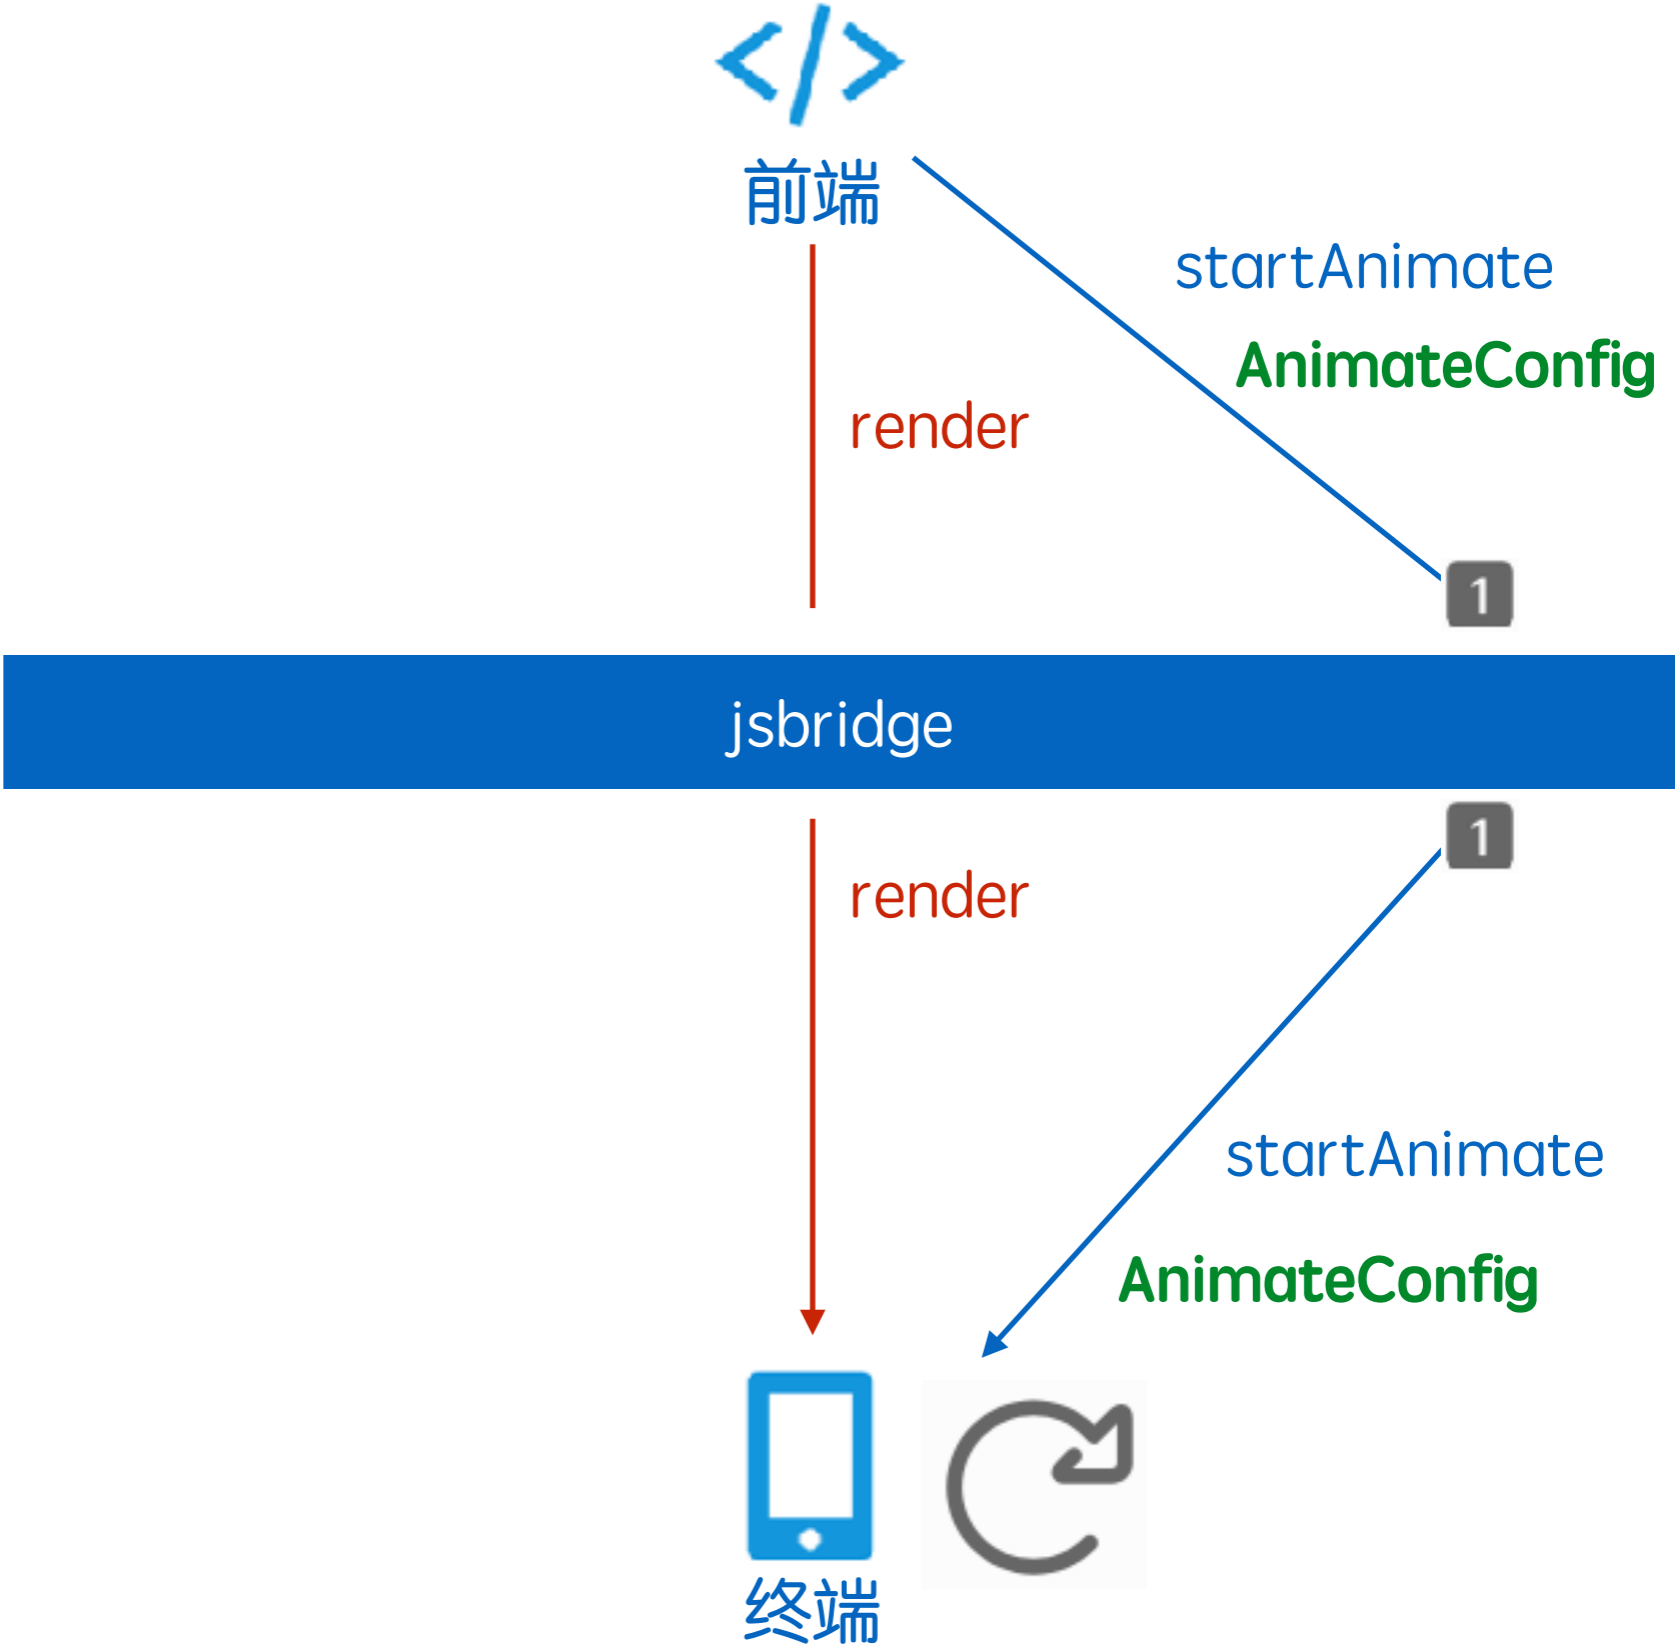 前端
startAnimate
AnimateConfig
render
1
jsbridge
1
render
startAnimate
AnimateConfig
终端